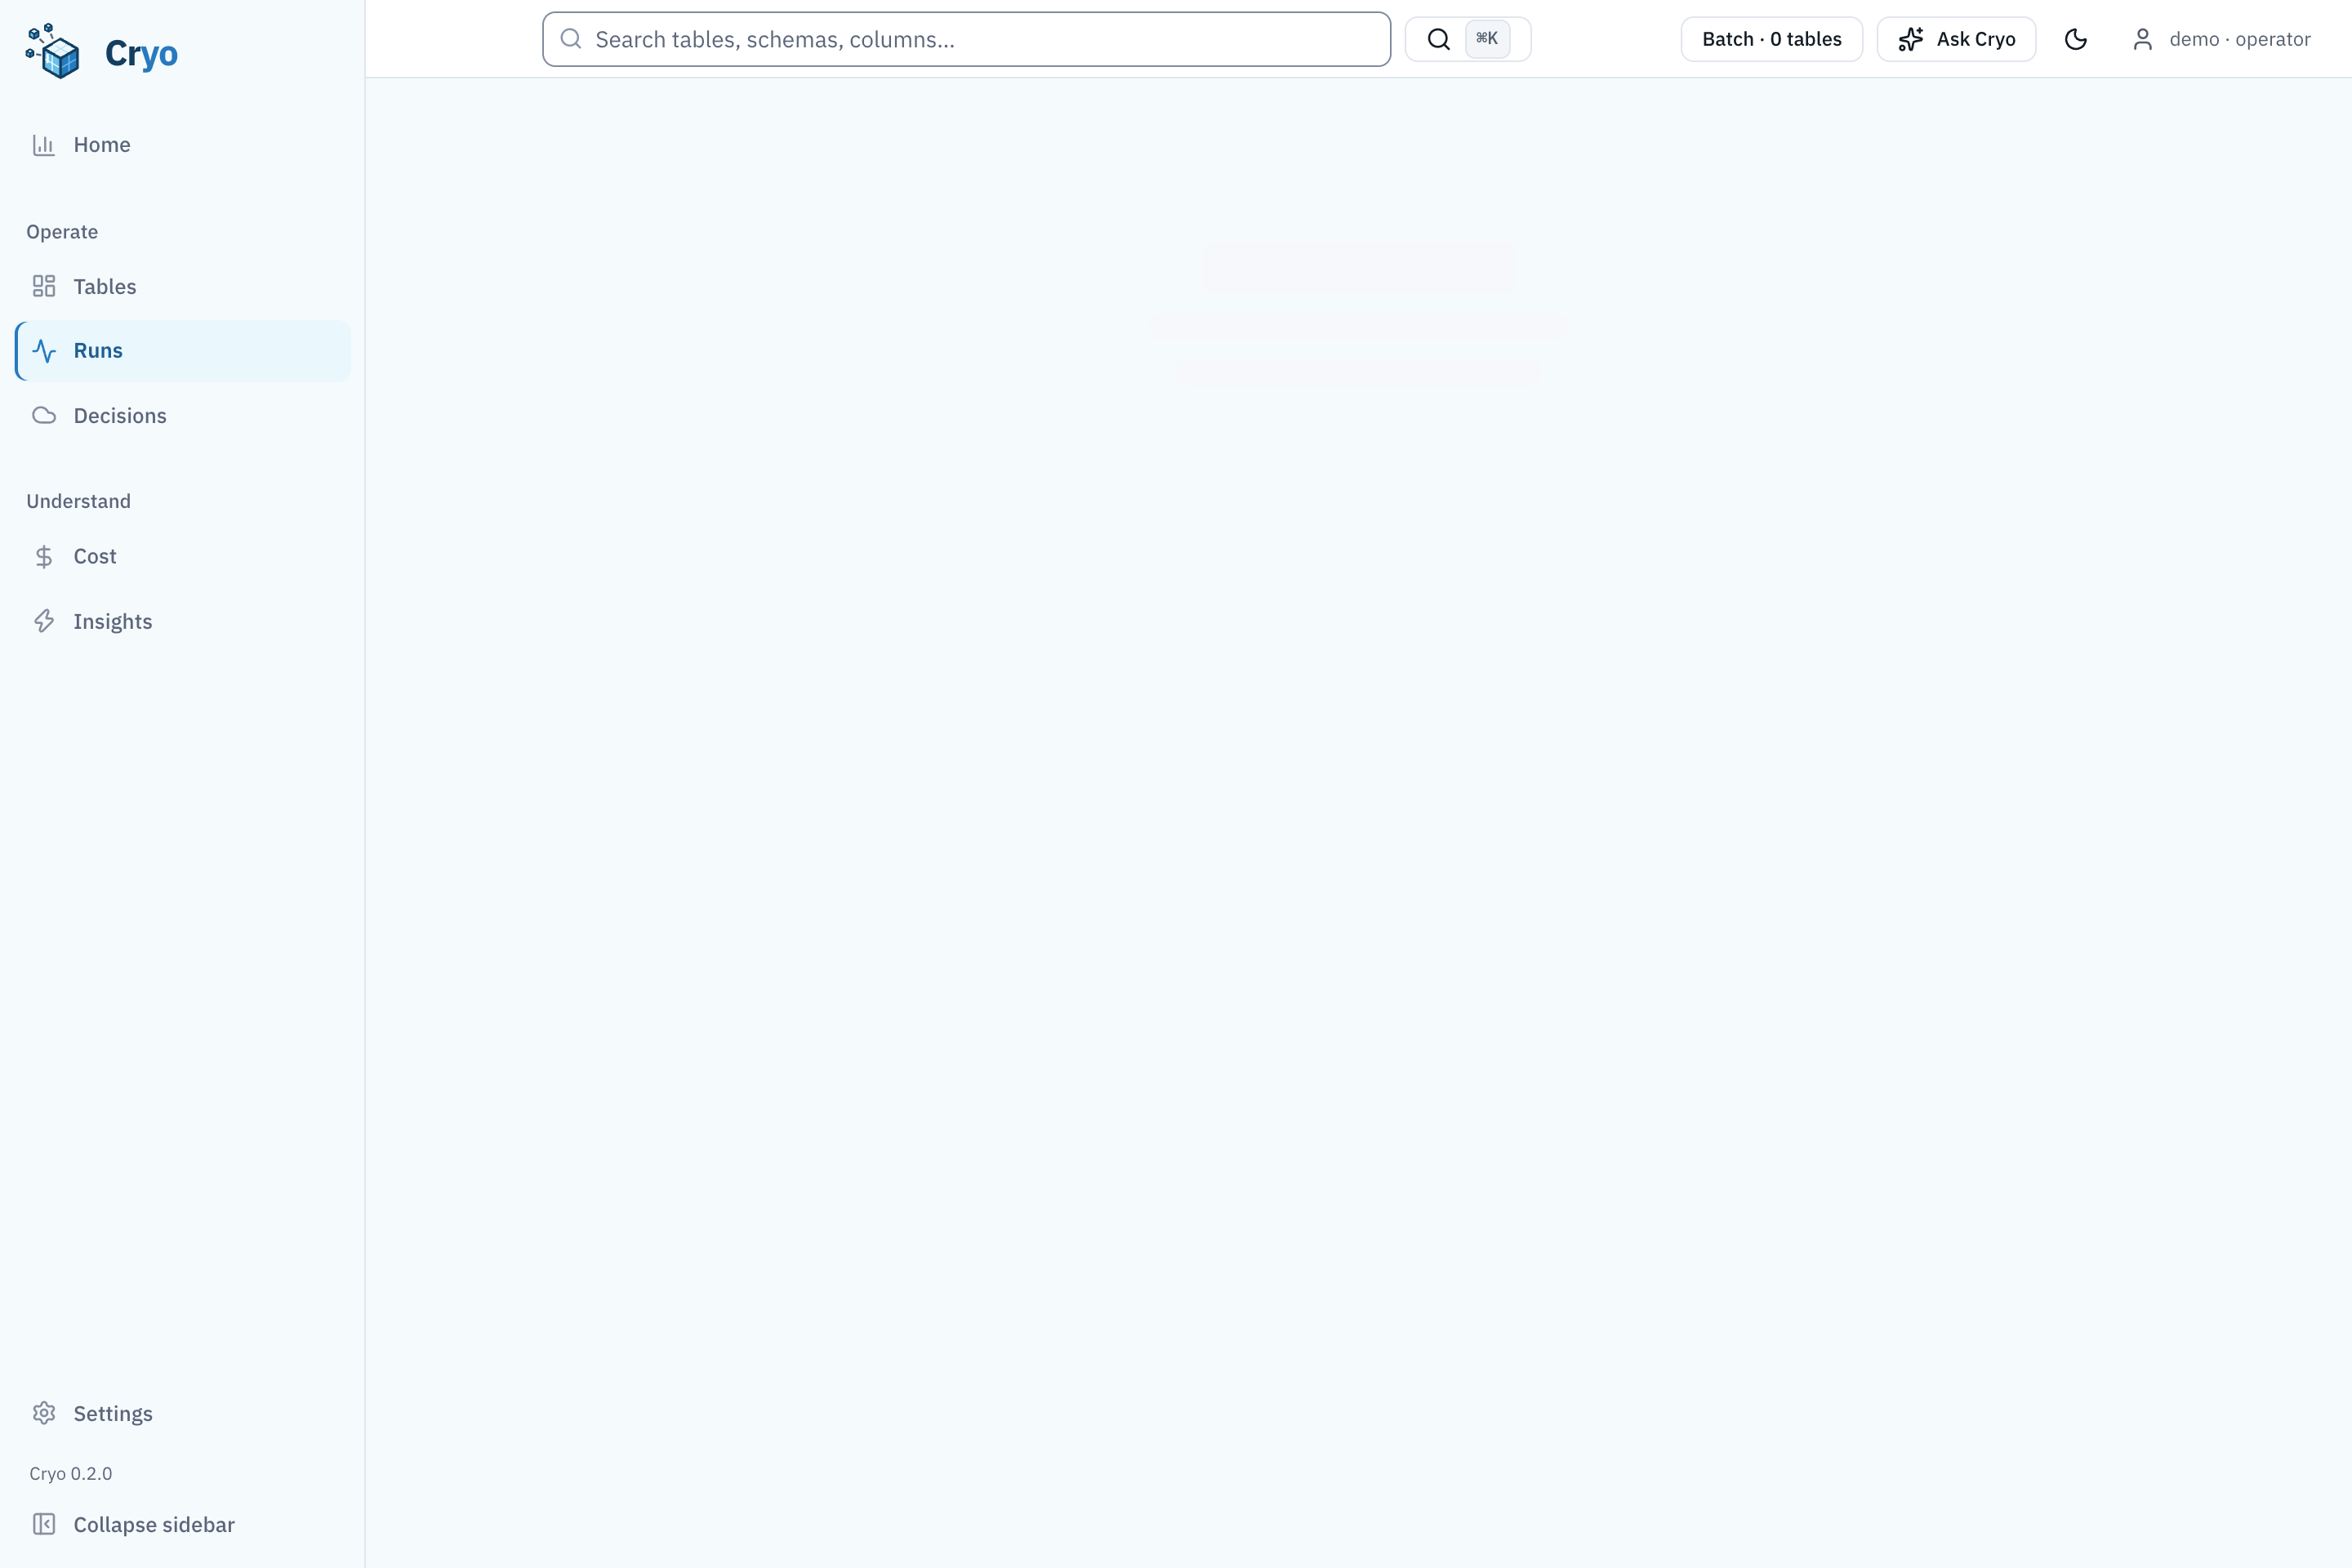 Cryo
Search tables, schemas, columns...
⌘K
Batch · 0 tables
Ask Cryo
demo · operator
Home
Operate
Tables
Runs
Decisions
Understand
Cost
Insights
Settings
Cryo 0.2.0
Collapse sidebar